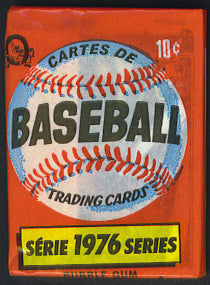 10¢
CARTES DE
BASEBALL
TRADING CARDS
SÉRIE 1976 SERIES
BUBBLE GUM